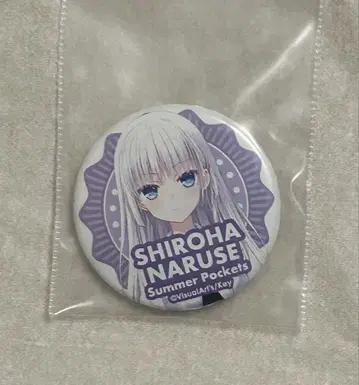 SHIROHA
NARUSE
Summer Pockets
©VisualArt's/Key